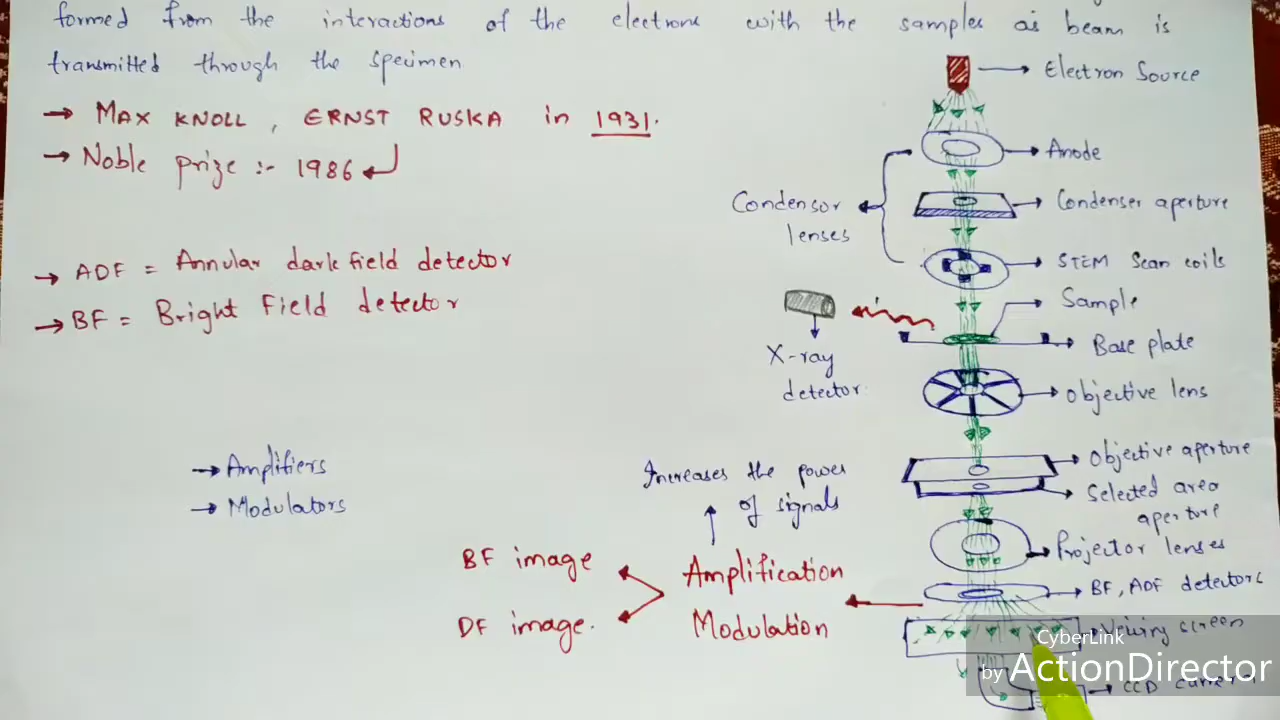 formed from the interactions of the electrons with the samples as beam is
transmitted through the specimen
→ MAX KNOLL, ERNST RUSKA in 1931.
→ Noble prize :- 1986
→ ADF = Annular dark field detector
→ BF = Bright Field detector
→ Amplifiers
→ Modulators
Electron Source
Anode
Condensor
lenses
Condenser aperture
STEM Scan coils
Sample
Base plate
X-ray
detector
Objective lens
Objective aperture
Selected area
aperture
Projector lenses
BF, ADF detectors
Increases the power
of signals
Amplification
Modulation
BF image
DF image.
Viewing screen
CCD camera
CyberLink
by ActionDirector